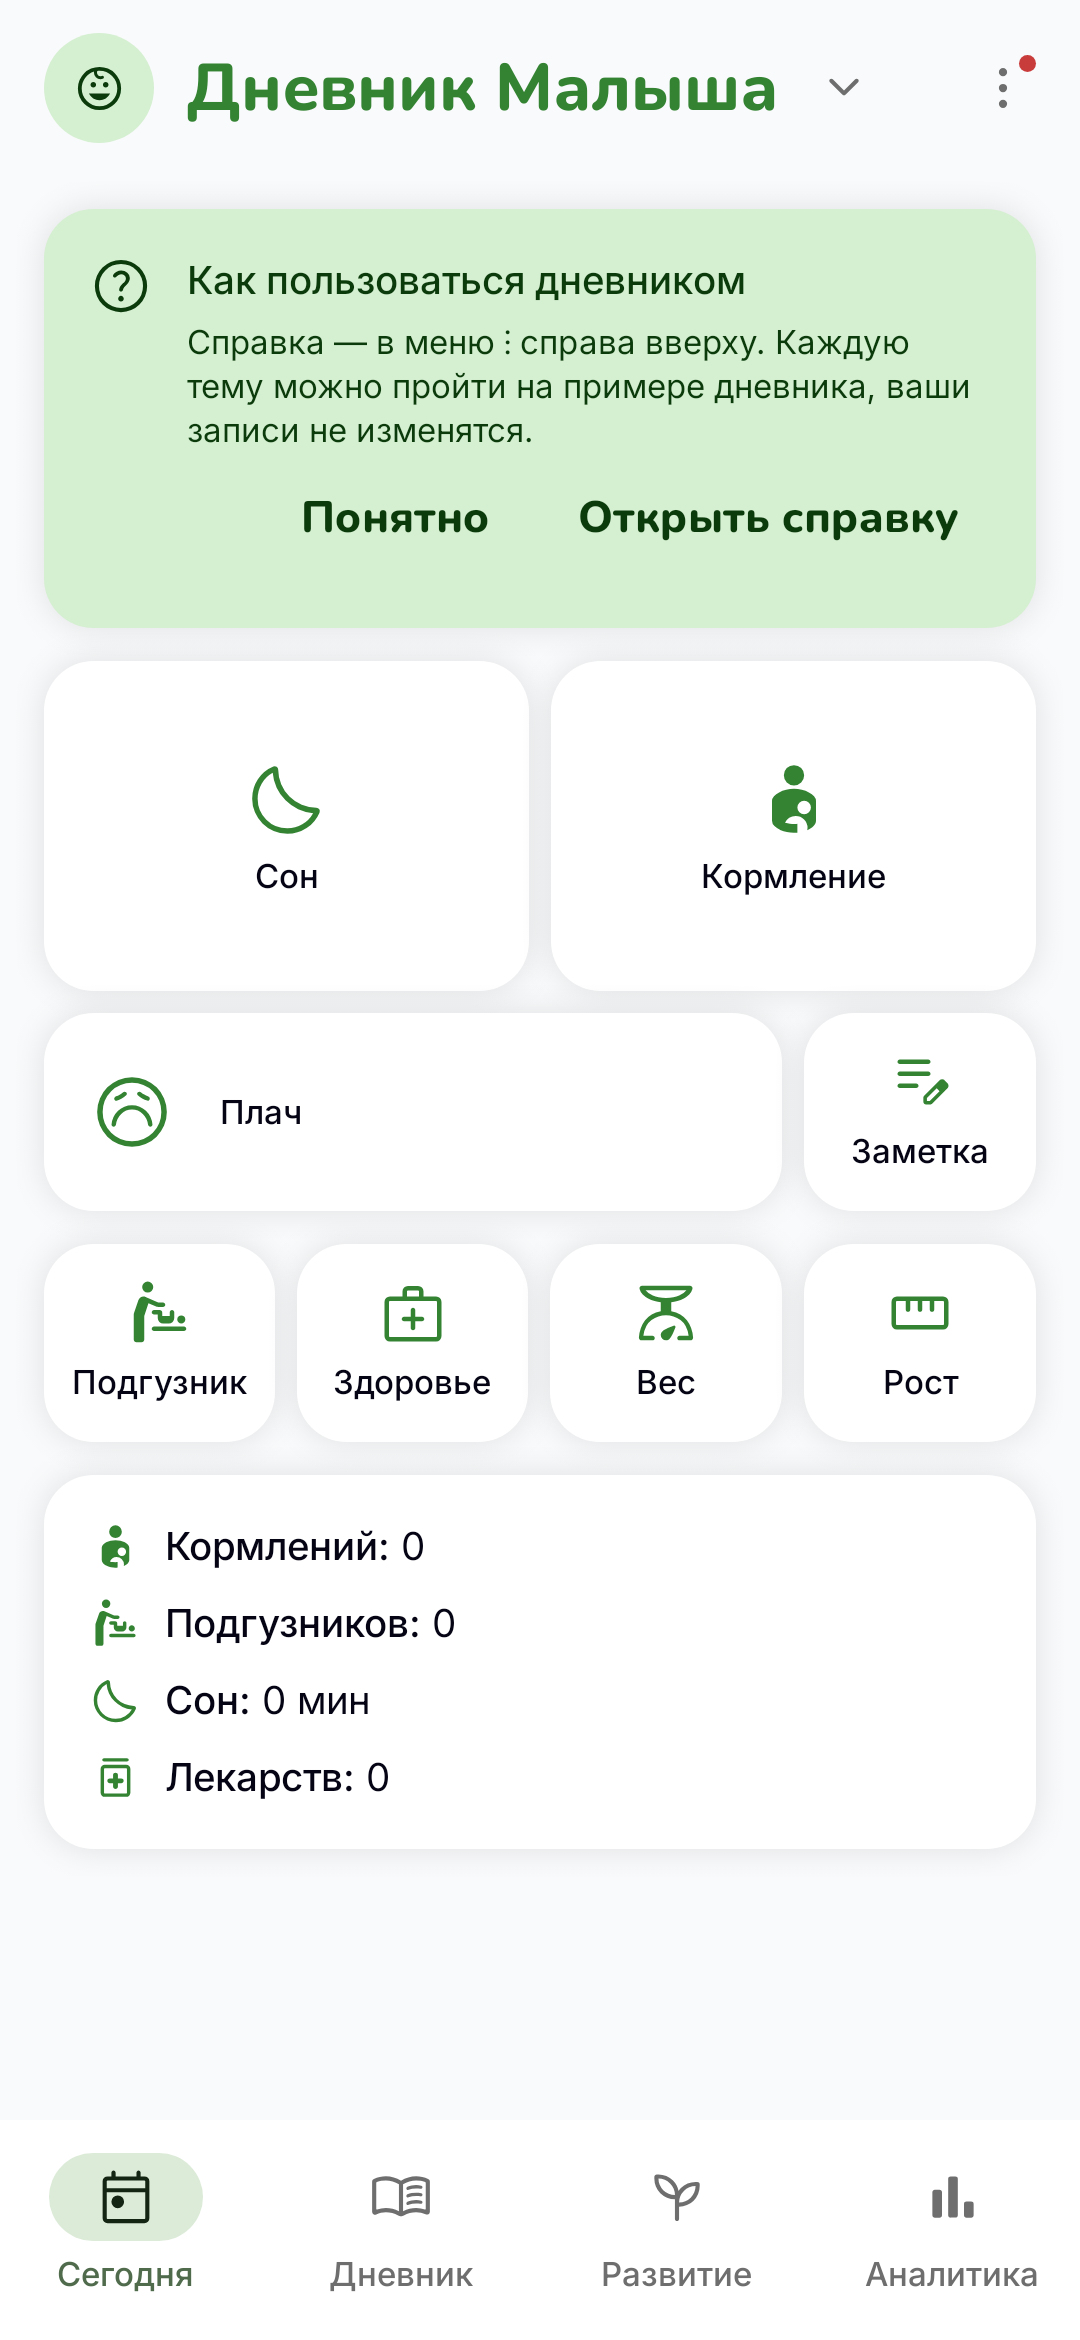 Дневник Малыша
Как пользоваться дневником
Справка — в меню ⋮ справа вверху. Каждую
тему можно пройти на примере дневника, ваши
записи не изменятся.
Понятно
Открыть справку
Сон
Кормление
Плач
Заметка
Подгузник
Здоровье
Вес
Рост
Кормлений: 0
Подгузников: 0
Сон: 0 мин
Лекарств: 0
Сегодня
Дневник
Развитие
Аналитика